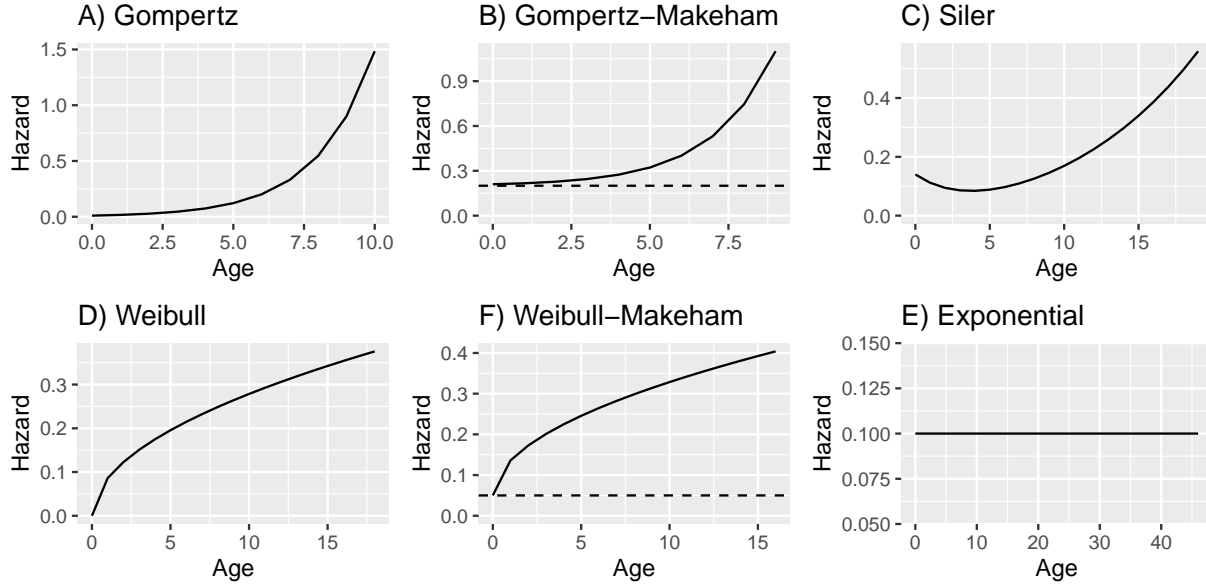 A) Gompertz
1.5
1.0
0.5
0.0
Hazard
0.0 2.5 5.0 7.5 10.0
Age
B) Gompertz−Makeham
0.9
0.6
0.3
0.0
Hazard
0.0 2.5 5.0 7.5
Age
C) Siler
0.4
0.2
0.0
Hazard
0 5 10 15
Age
D) Weibull
0.3
0.2
0.1
0.0
Hazard
0 5 10 15
Age
F) Weibull−Makeham
0.4
0.3
0.2
0.1
0.0
Hazard
0 5 10 15
Age
E) Exponential
0.150
0.125
0.100
0.075
0.050
Hazard
0 10 20 30 40
Age